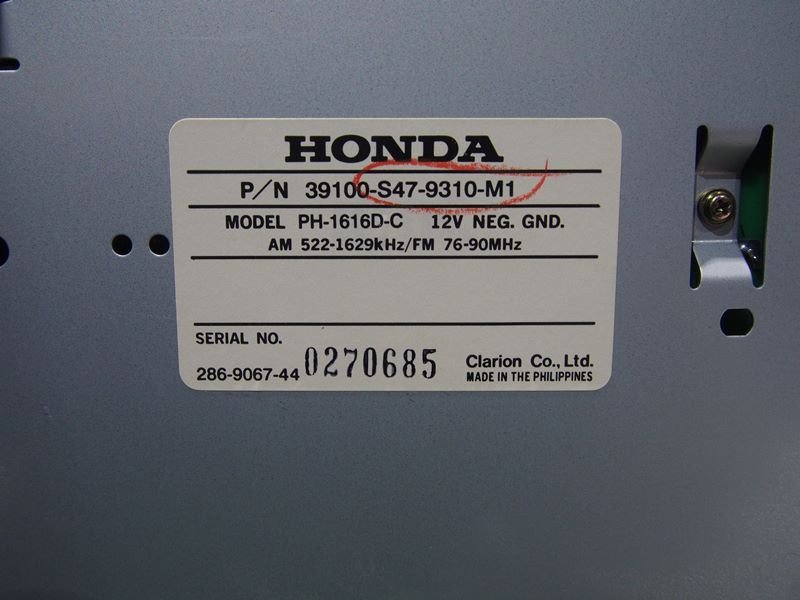 HONDA
P/N 39100-S47-9310-M1
MODEL PH-1616D-C 12V NEG. GND.
AM 522-1629kHz/FM 76-90MHz
SERIAL NO.
286-9067-44 0270685 Clarion Co., Ltd.
MADE IN THE PHILIPPINES